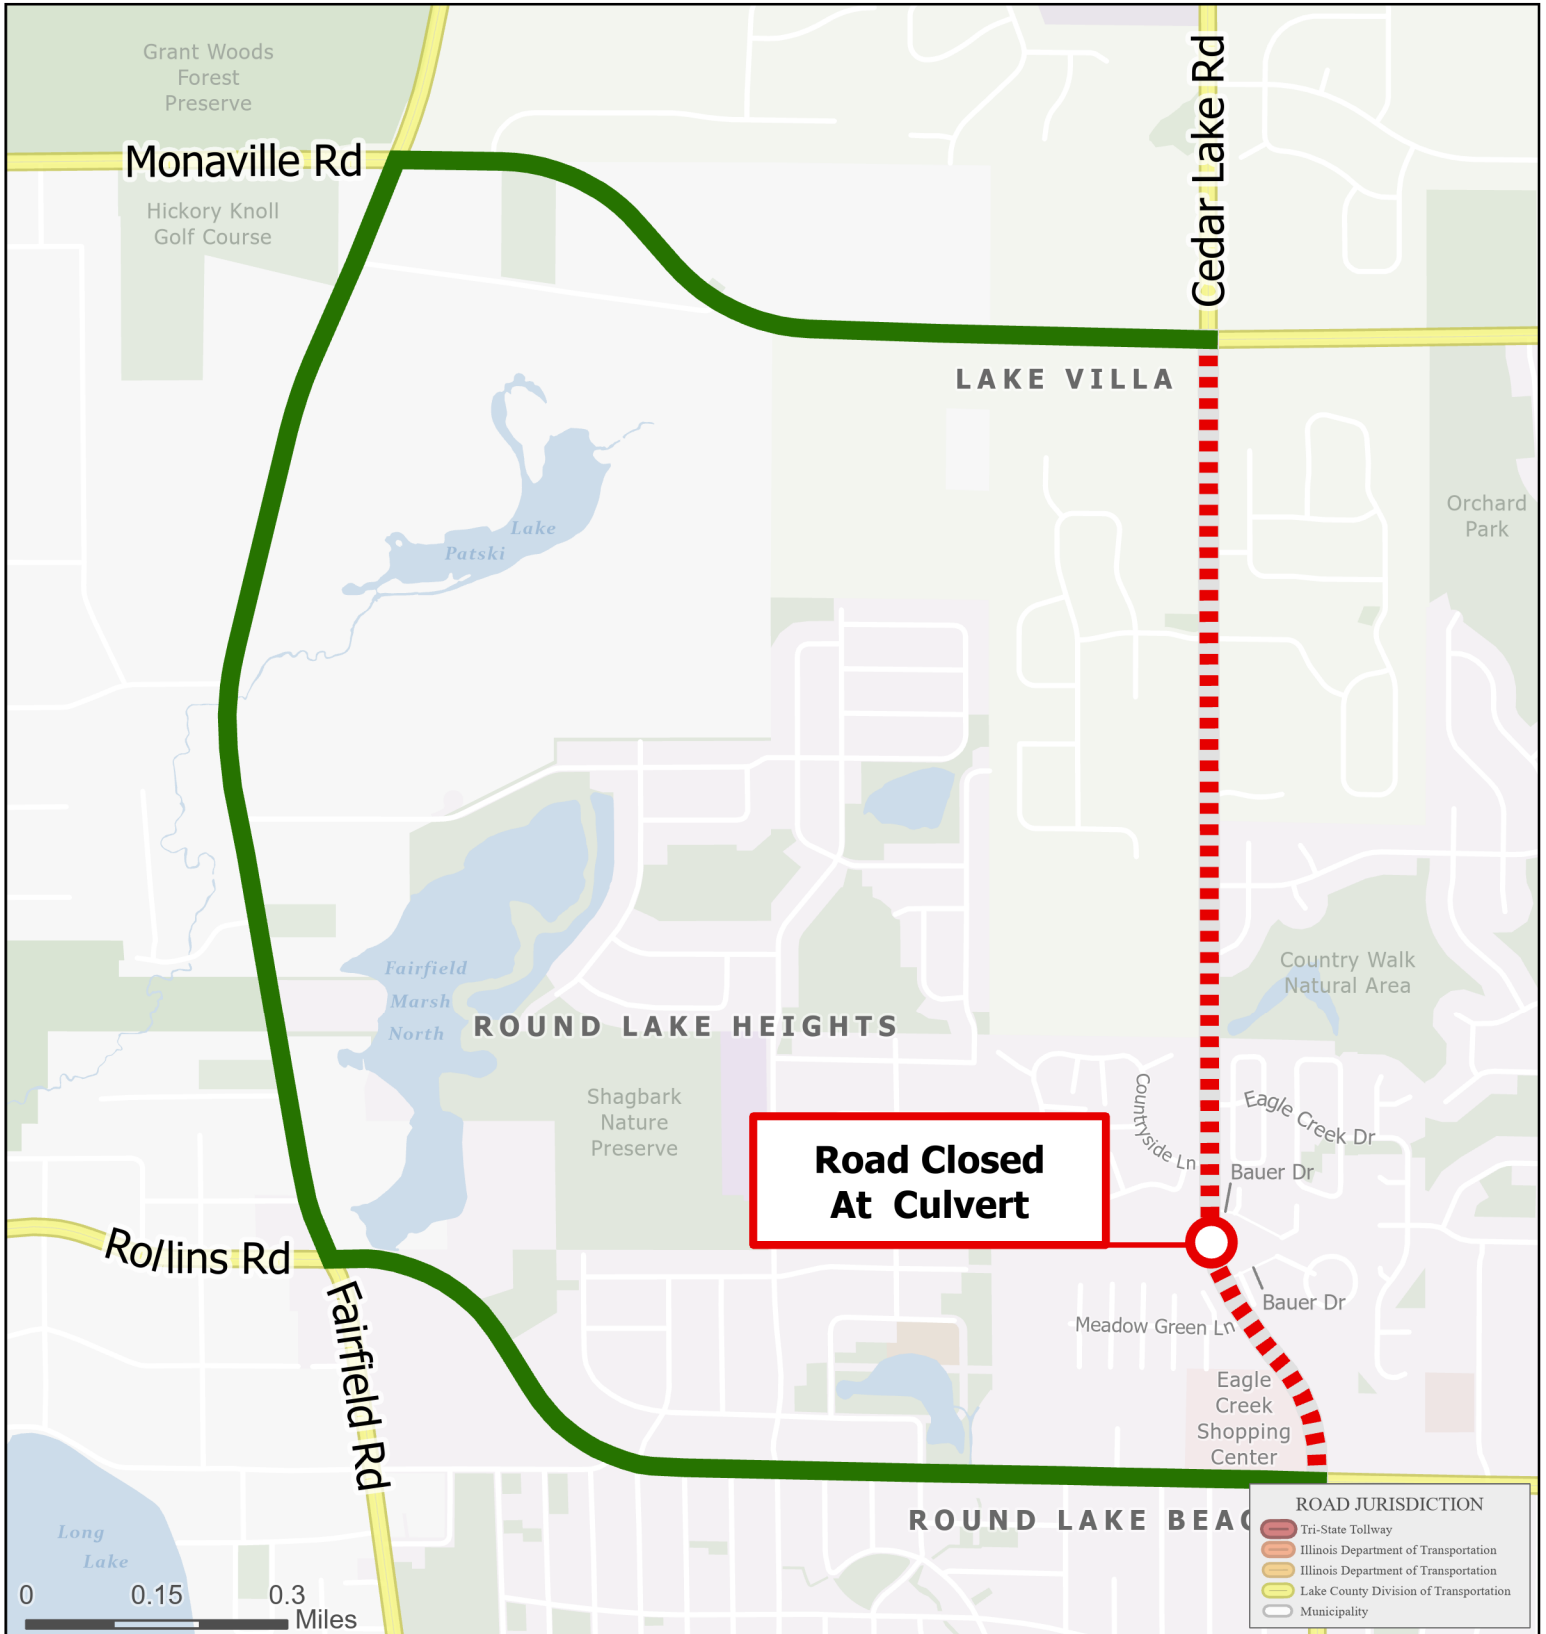 Grant Woods
Forest
Preserve
Cedar Lake Rd
Monaville Rd
Hickory Knoll
Golf Course
LAKE VILLA
Orchard
Park
Lake
Patski
Country Walk
Natural Area
Fairfield
Marsh
North
ROUND LAKE HEIGHTS
Shagbark
Nature
Preserve
Countryside Ln
Eagle Creek Dr
Road Closed
At Culvert
Bauer Dr
Rollins Rd
Fairfield Rd
Bauer Dr
Meadow Green Ln
Eagle
Creek
Shopping
Center
ROUND LAKE BEAC
ROAD JURISDICTION
Tri-State Tollway
Illinois Department of Transportation
Illinois Department of Transportation
Lake County Division of Transportation
Municipality
Long
Lake
0 0.15 0.3
Miles